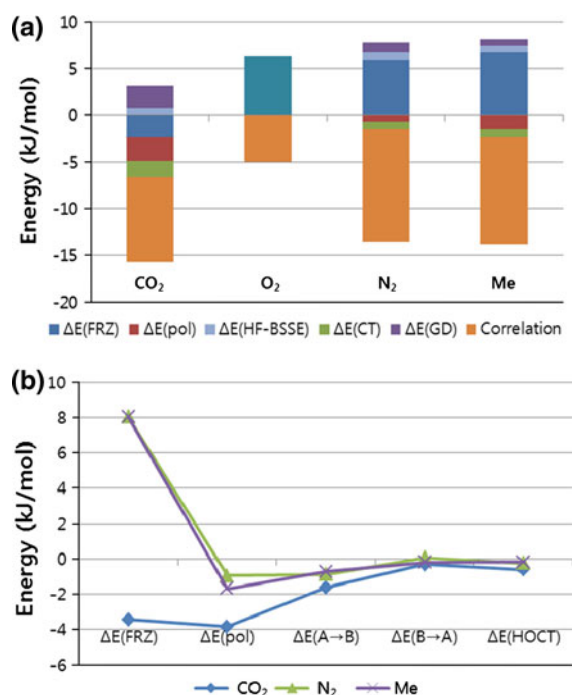 (a)
10
5
0
-5
-10
-15
-20
Energy (kJ/mol)
CO₂ O₂ N₂ Me
ΔE(FRZ) ΔE(pol) ΔE(HF-BSSE) ΔE(CT) ΔE(GD) Correlation
(b)
10
8
6
4
2
0
-2
-4
-6
Energy (kJ/mol)
ΔE(FRZ) ΔE(pol) ΔE(A→B) ΔE(B→A) ΔE(HOCT)
CO₂ N₂ Me